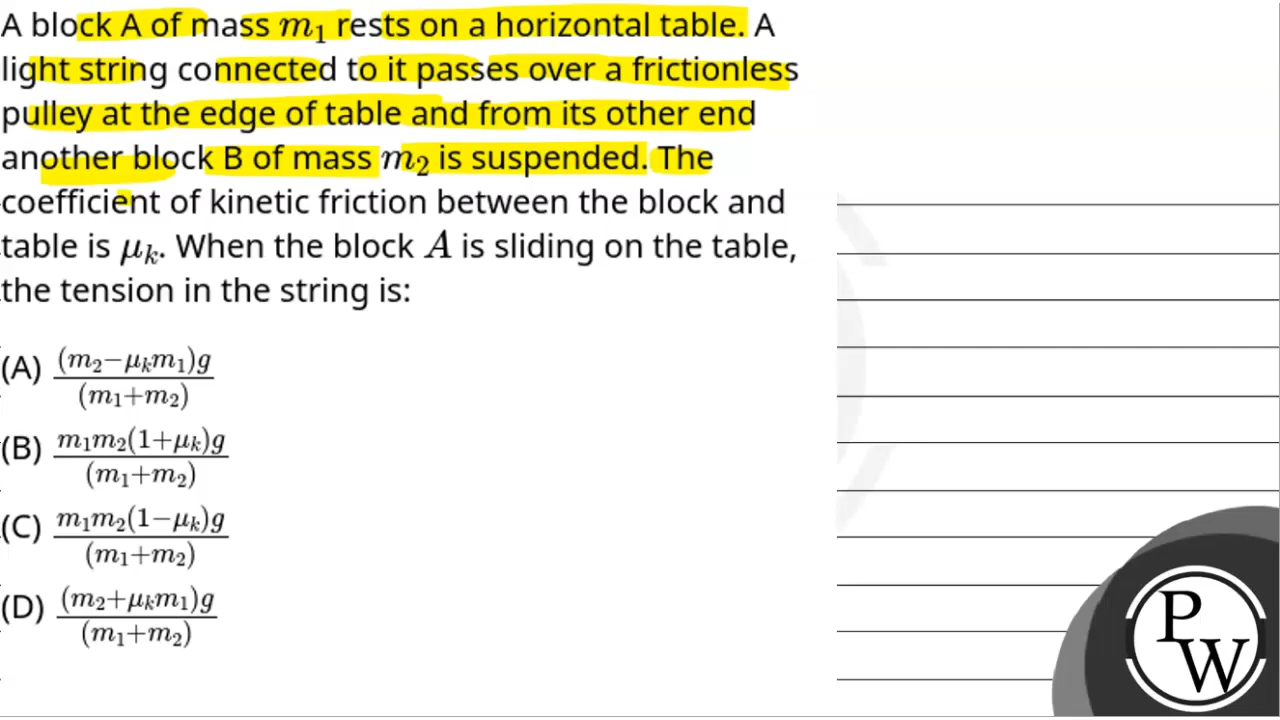 A block A of mass m₁ rests on a horizontal table. A
light string connected to it passes over a frictionless
pulley at the edge of table and from its other end
another block B of mass m₂ is suspended. The
coefficient of kinetic friction between the block and
table is μₖ. When the block A is sliding on the table,
the tension in the string is:
(A) (m₂−μₖm₁)g/(m₁+m₂)
(B) m₁m₂(1+μₖ)g/(m₁+m₂)
(C) m₁m₂(1−μₖ)g/(m₁+m₂)
(D) (m₂+μₖm₁)g/(m₁+m₂)
P
W